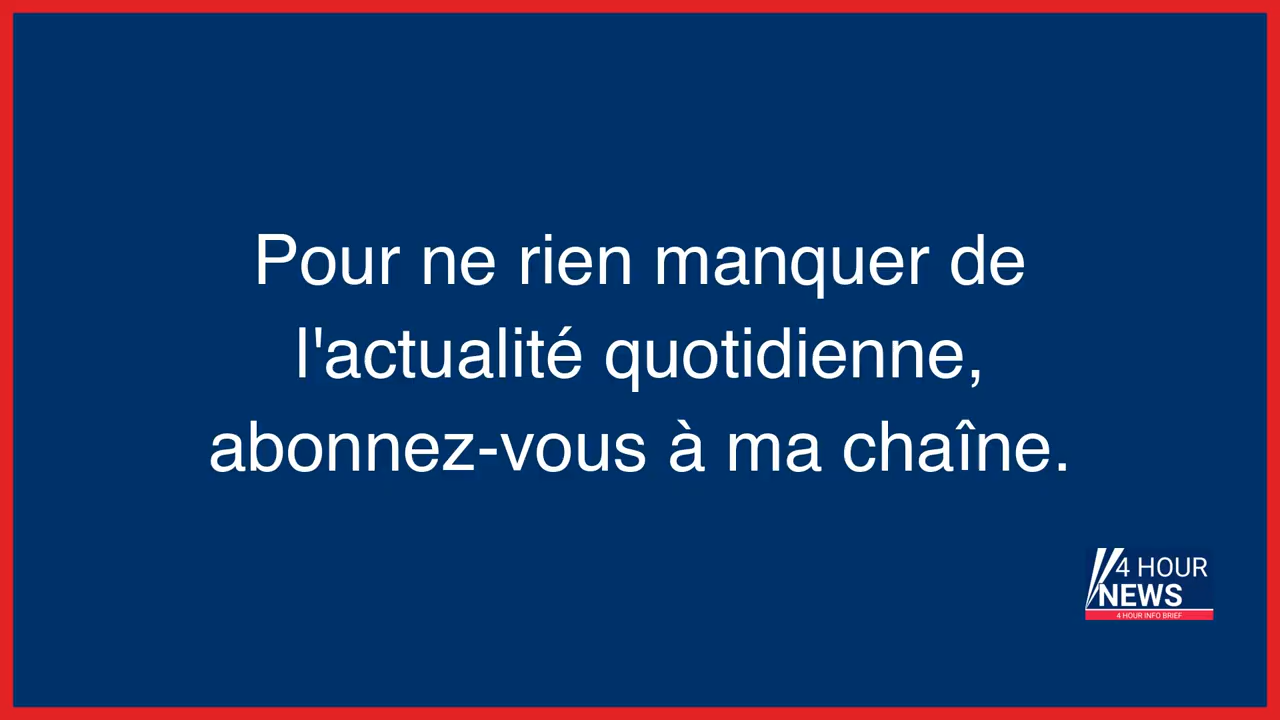 Pour ne rien manquer de
l'actualité quotidienne,
abonnez-vous à ma chaîne.
4 HOUR
NEWS
4 HOUR INFO BRIEF